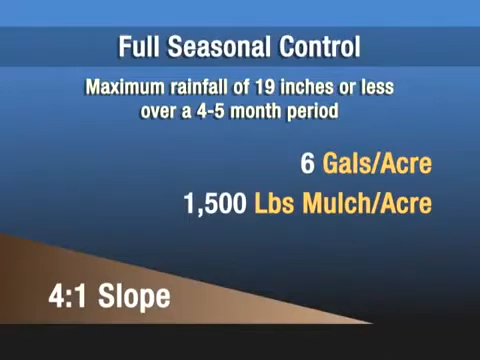 Full Seasonal Control
Maximum rainfall of 19 inches or less
over a 4-5 month period
6 Gals/Acre
1,500 Lbs Mulch/Acre
4:1 Slope